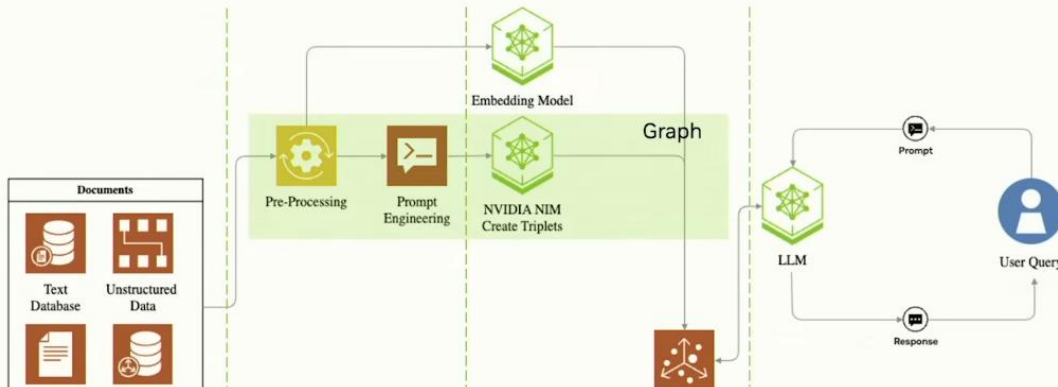 Embedding Model
Graph
Prompt
Documents
Pre-Processing
Prompt
Engineering
NVIDIA NIM
Create Triplets
LLM
User Query
Text
Database
Unstructured
Data
Response